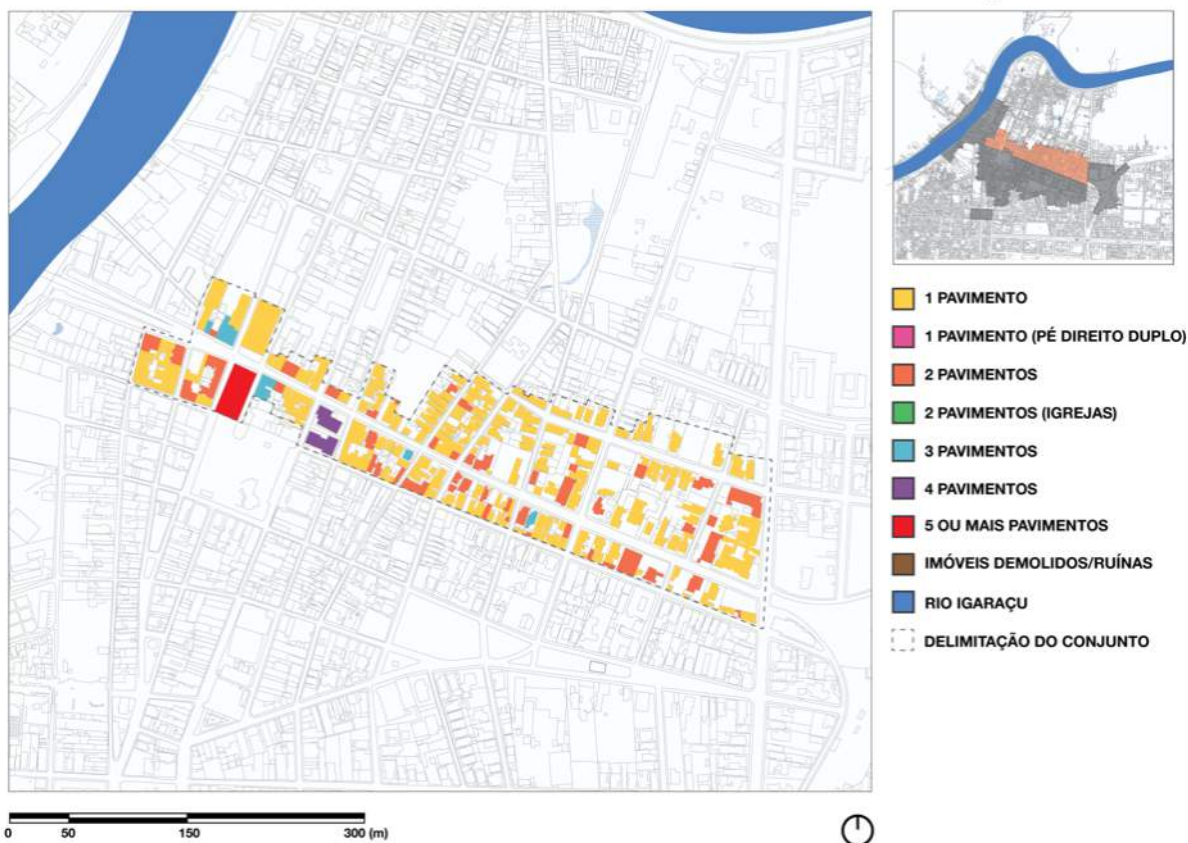 1 PAVIMENTO
1 PAVIMENTO (PÉ DIREITO DUPLO)
2 PAVIMENTOS
2 PAVIMENTOS (IGREJAS)
3 PAVIMENTOS
4 PAVIMENTOS
5 OU MAIS PAVIMENTOS
IMÓVEIS DEMOLIDOS/RUÍNAS
RIO IGARAÇU
DELIMITAÇÃO DO CONJUNTO
0 50 150 300 (m)